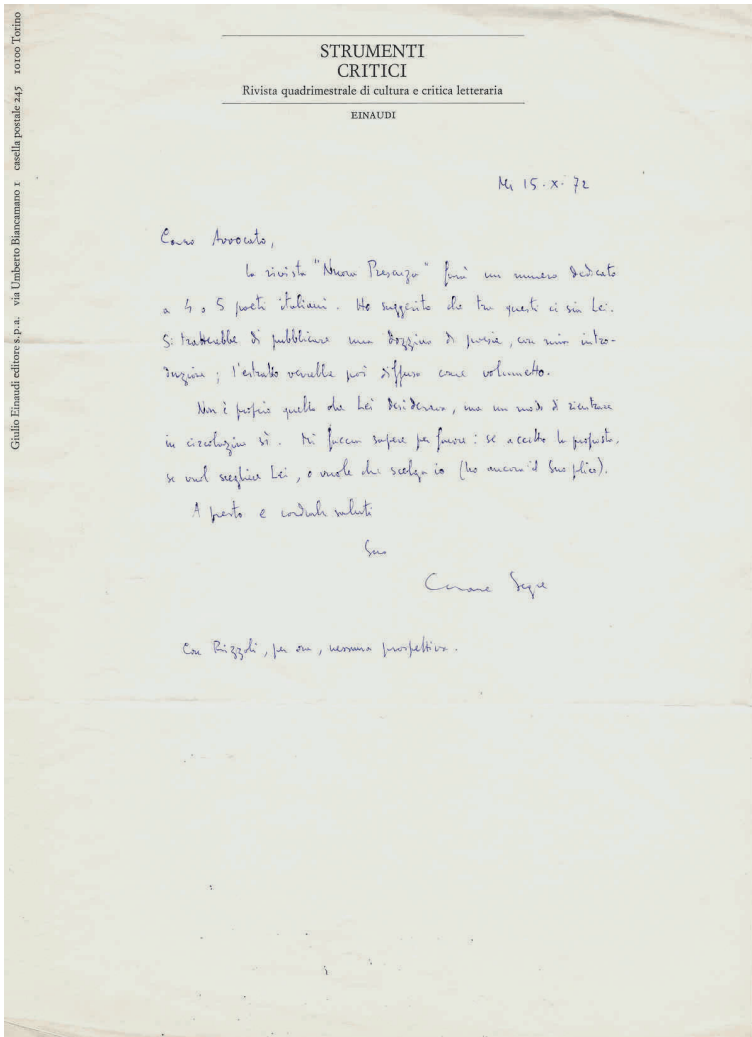 STRUMENTI
CRITICI
Rivista quadrimestrale di cultura e critica letteraria
EINAUDI
Giulio Einaudi editore s.p.a. via Umberto Biancamano 1 casella postale 245 10100 Torino
Mi 15.X.72
Caro Avvocato,
la rivista "Nuova Presenza" farà un numero dedicato
a 4 o 5 poeti italiani. Ho suggerito che tra questi ci sia Lei.
Si tratterebbe di pubblicare una dozzina di poesie, con mia intro-
duzione; l'estratto verrebbe poi diffuso come volumetto.
Non è proprio quello che Lei desiderava, ma un modo di rientrare
in circolazione sì. Mi faccia sapere per favore: se accetta la proposta,
se vuol scegliere Lei, o vuole che scelga io (ho ancora il Suo plico).
A presto e cordiali saluti
Suo
Cesare Segre
Con Rizzoli, per ora, nessuna prospettiva.